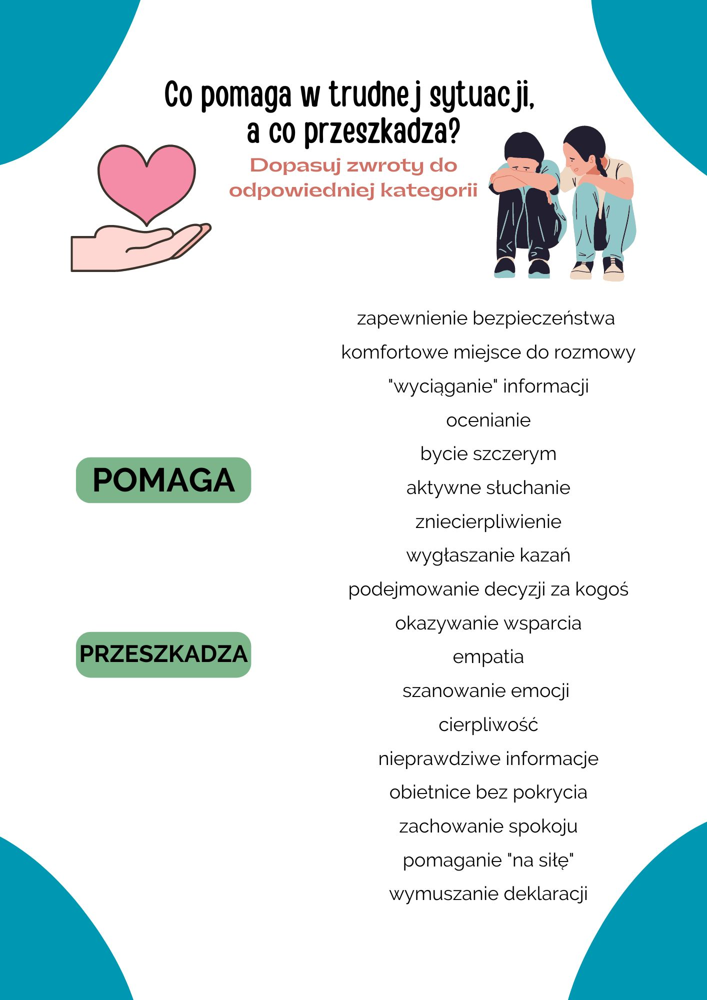 Co pomaga w trudnej sytuacji,
a co przeszkadza?
Dopasuj zwroty do
odpowiedniej kategorii
zapewnienie bezpieczeństwa
komfortowe miejsce do rozmowy
"wyciąganie" informacji
ocenianie
bycie szczerym
POMAGA
aktywne słuchanie
zniecierpliwienie
wygłaszanie kazań
podejmowanie decyzji za kogoś
okazywanie wsparcia
PRZESZKADZA
empatia
szanowanie emocji
cierpliwość
nieprawdziwe informacje
obietnice bez pokrycia
zachowanie spokoju
pomaganie "na siłę"
wymuszanie deklaracji